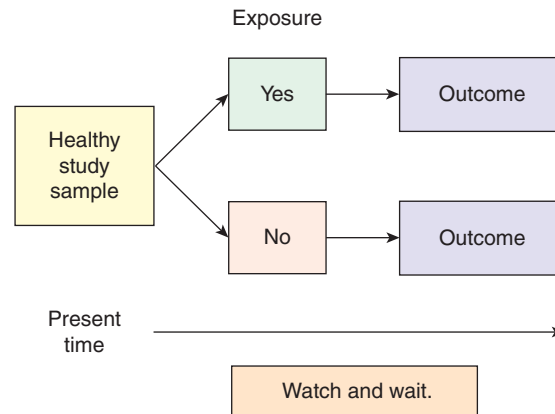 Exposure
Yes
Outcome
Healthy
study
sample
No
Outcome
Present
time
Watch and wait.